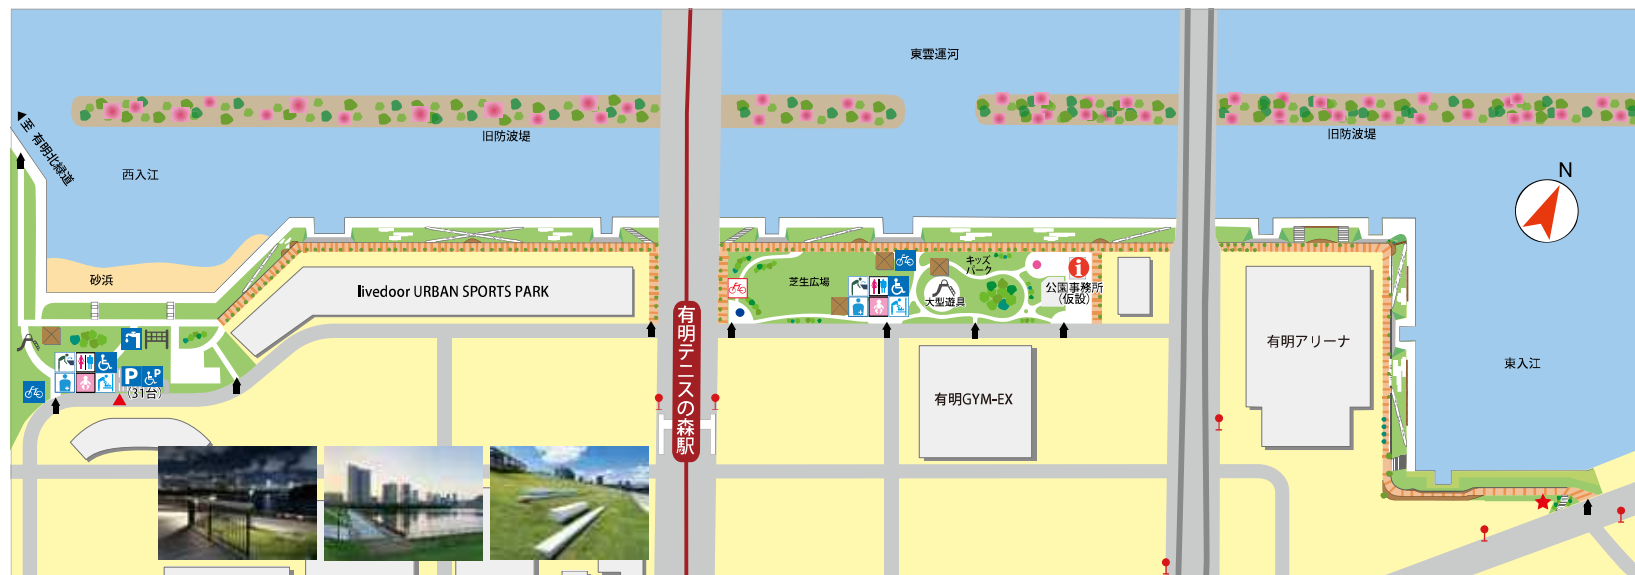 東雲運河
旧防波堤
旧防波堤
▲至 有明北緑道
西入江
N
砂浜
livedoor URBAN SPORTS PARK
芝生広場
キッズ
パーク
大型遊具
i
公園事務所
（仮設）
有明テニスの森駅
有明アリーナ
東入江
有明GYM-EX
P
P
（31台）